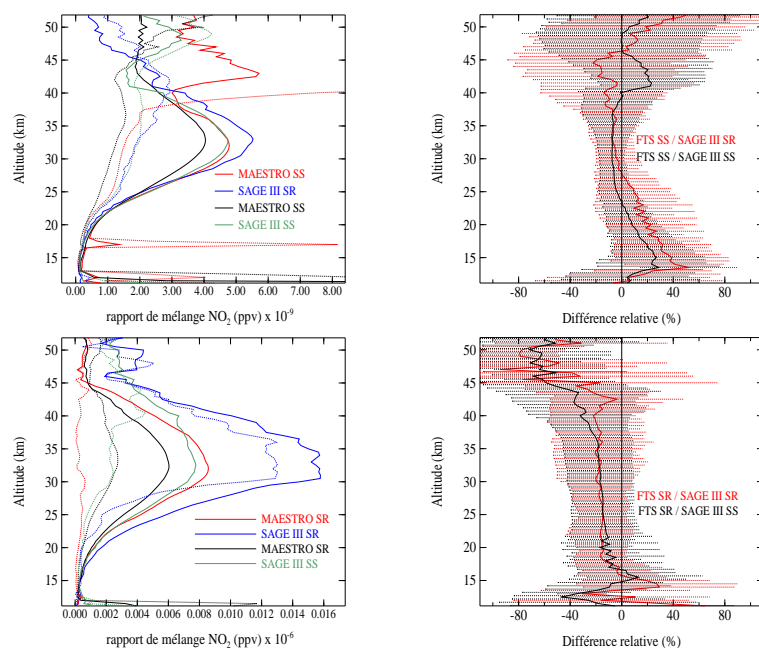 50
45
40
35
30
25
20
15
Altitude (km)
MAESTRO SS
SAGE III SR
MAESTRO SS
SAGE III SS
0.00 1.00 2.00 3.00 4.00 5.00 6.00 7.00 8.00
rapport de mélange NO2 (ppv) x 10-9
50
45
40
35
30
25
20
15
Altitude (km)
FTS SS / SAGE III SR
FTS SS / SAGE III SS
-80 -40 0 40 80
Différence relative (%)
50
45
40
35
30
25
20
15
Altitude (km)
MAESTRO SR
SAGE III SR
MAESTRO SR
SAGE III SS
0.000 0.002 0.004 0.006 0.008 0.010 0.012 0.014 0.016
rapport de mélange NO2 (ppv) x 10-6
50
45
40
35
30
25
20
15
Altitude (km)
FTS SR / SAGE III SR
FTS SR / SAGE III SS
-80 -40 0 40 80
Différence relative (%)